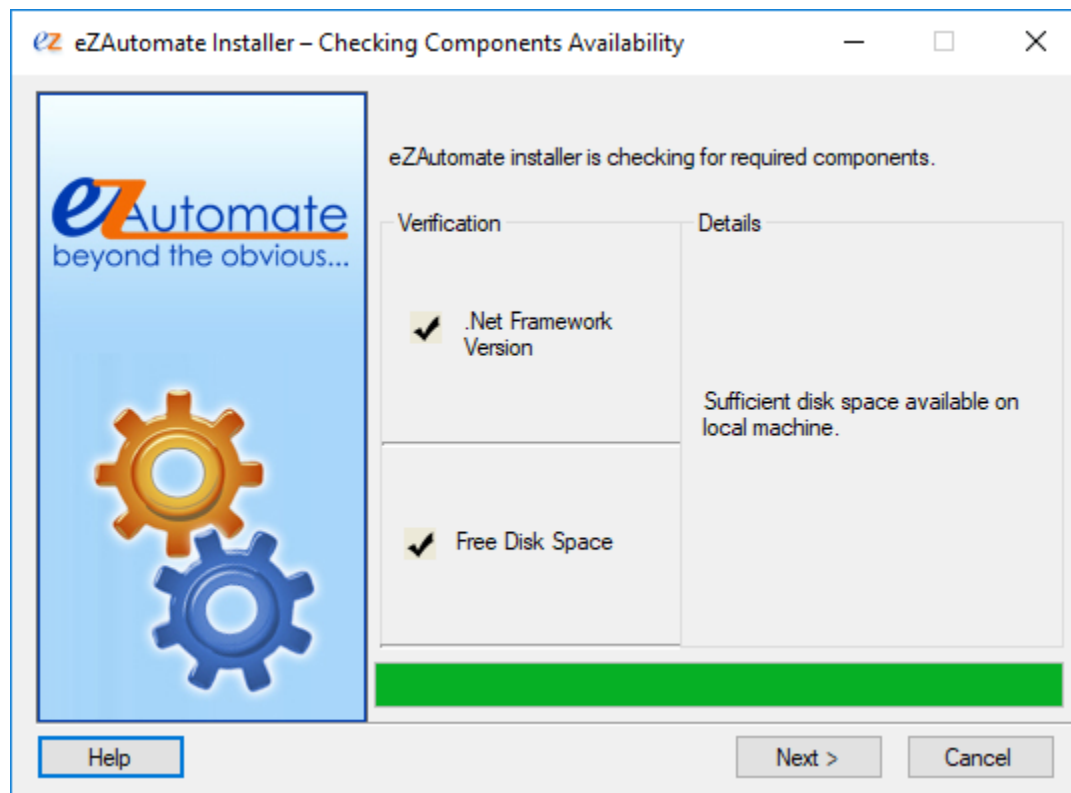 eZ eZAutomate Installer – Checking Components Availability
eZAutomate
beyond the obvious...
eZAutomate installer is checking for required components.
Verification
Details
.Net Framework
Version
Sufficient disk space available on
local machine.
Free Disk Space
Help
Next >
Cancel